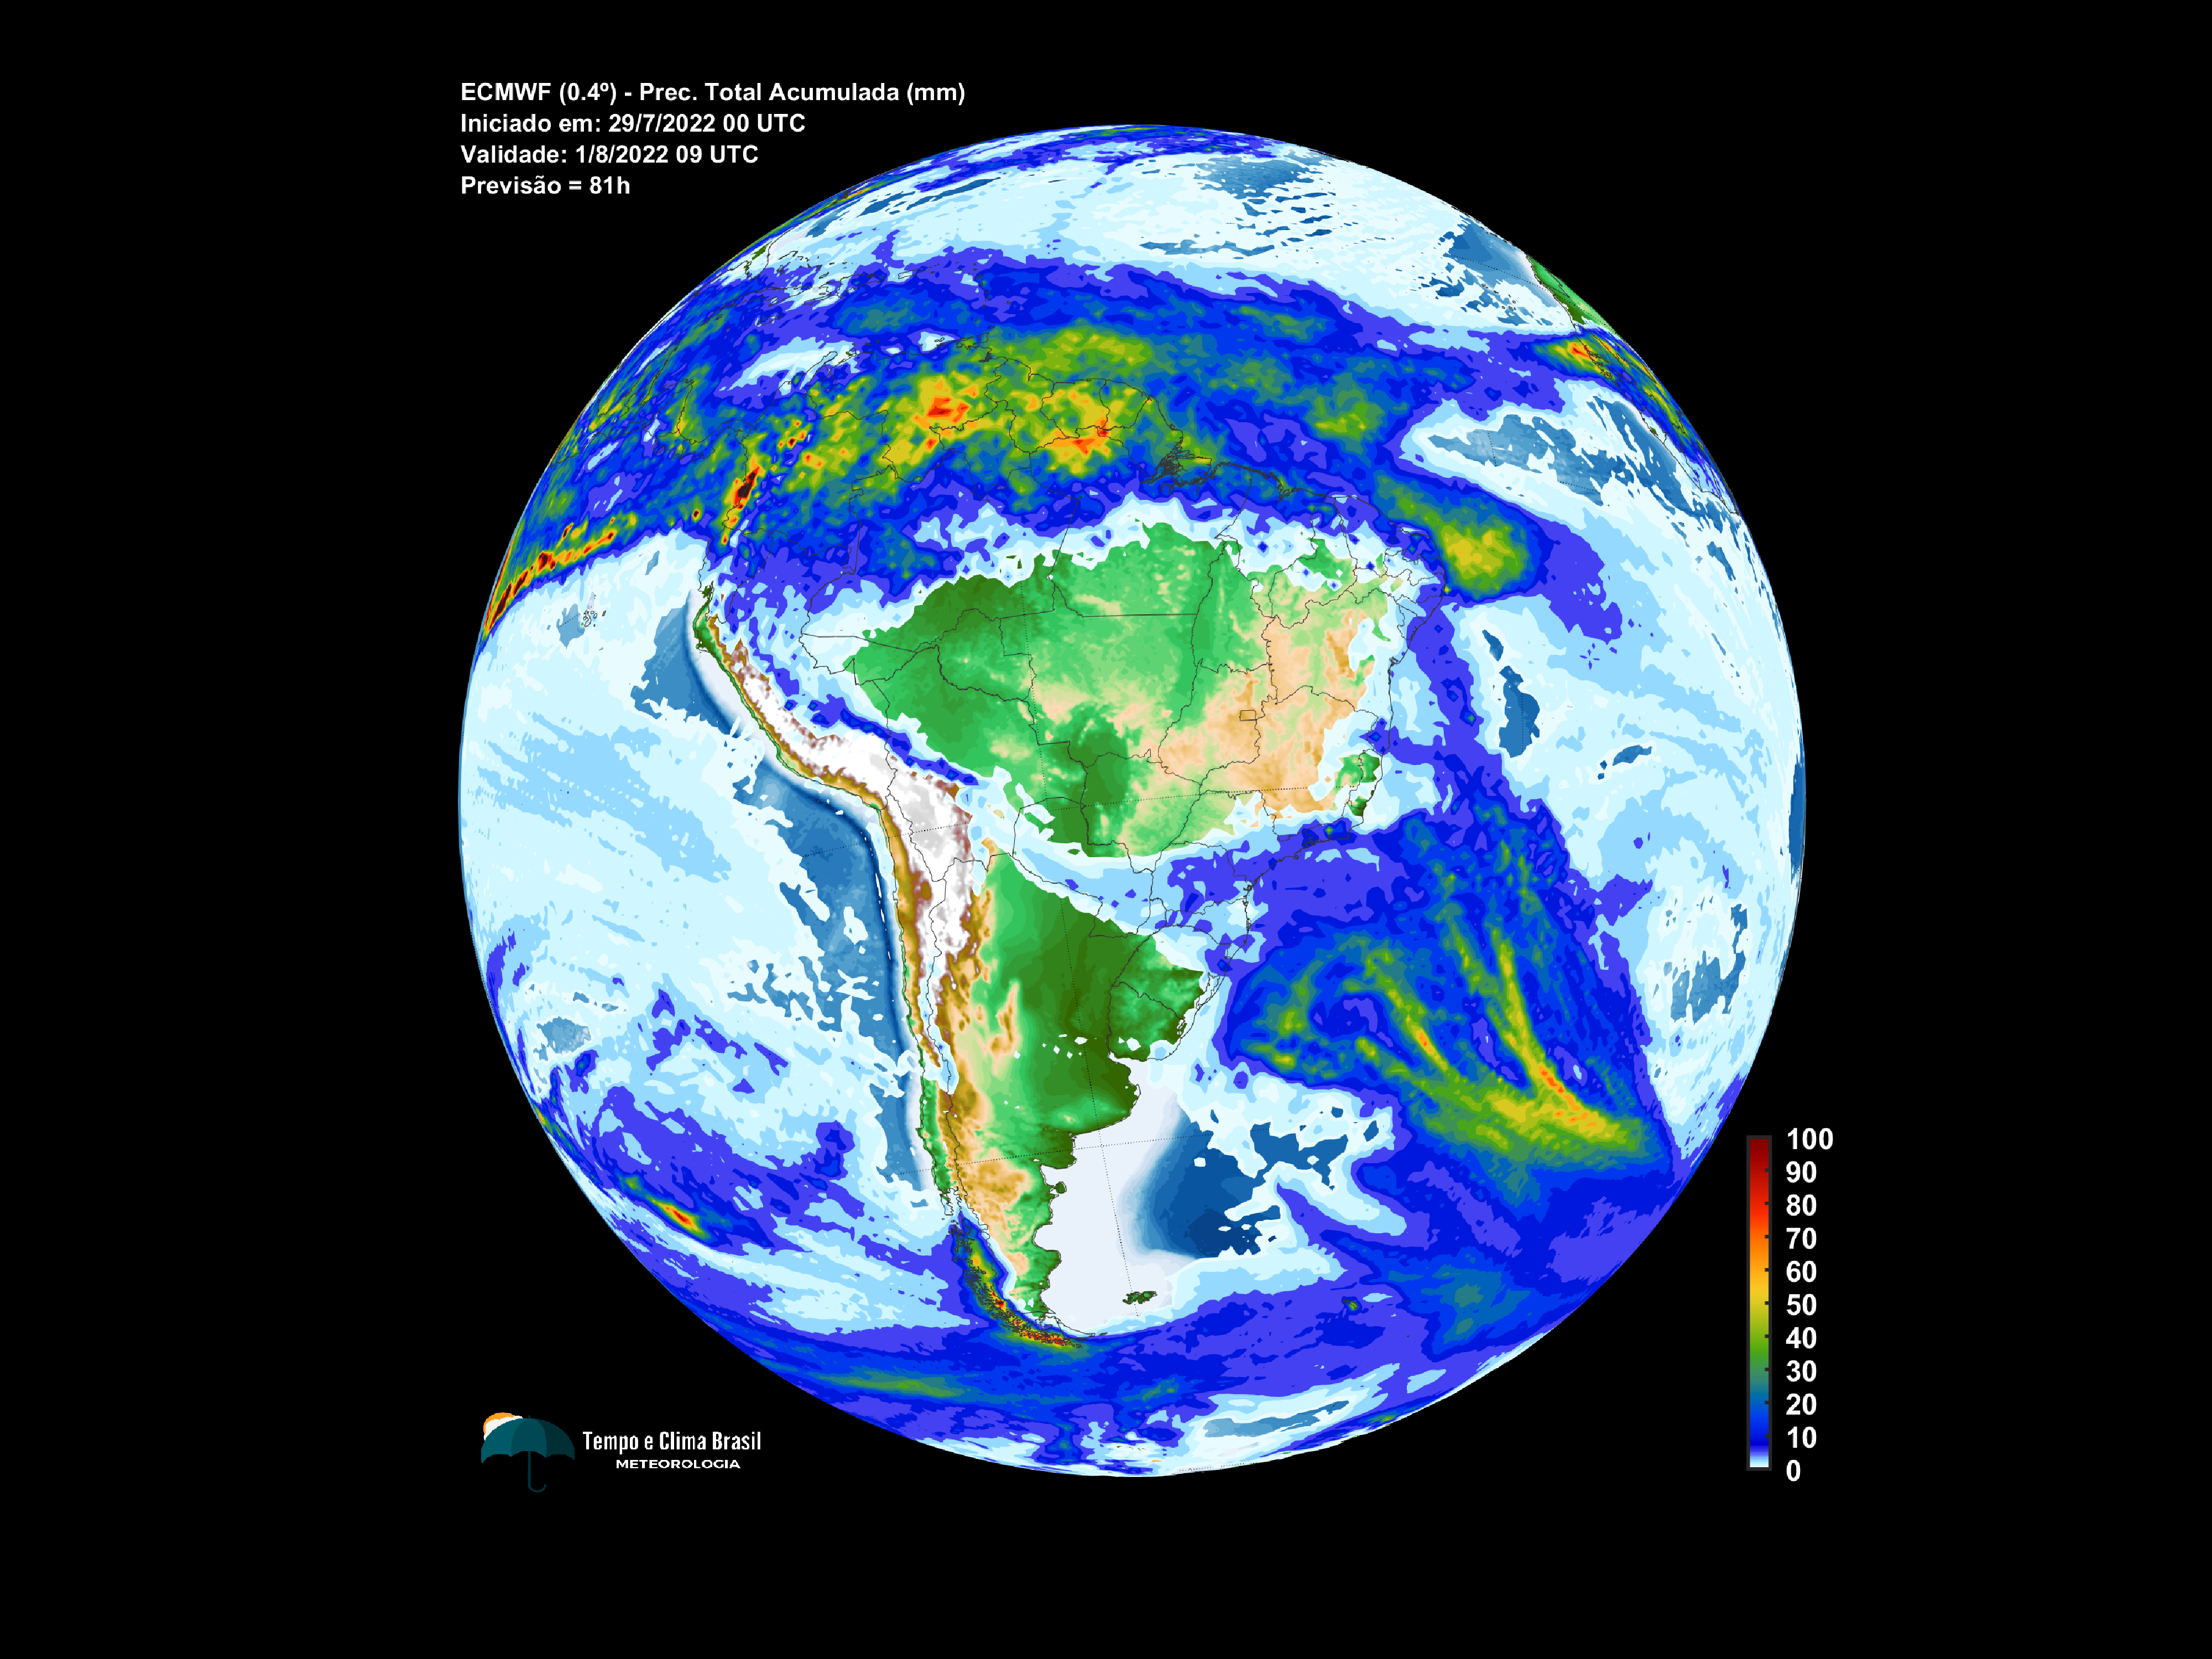 ECMWF (0.4º) - Prec. Total Acumulada (mm)
Iniciado em: 29/7/2022 00 UTC
Validade: 1/8/2022 09 UTC
Previsão = 81h
100
90
80
70
60
50
40
30
20
10
0
Tempo e Clima Brasil
METEOROLOGIA